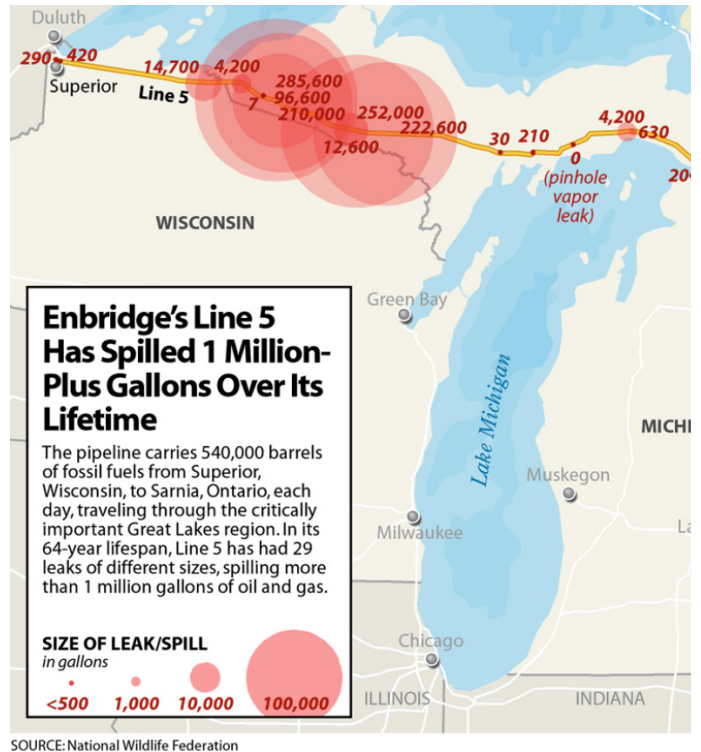 Duluth
290
420
Superior
14,700
Line 5
4,200
7
285,600
96,600
210,000
252,000
222,600
12,600
30
210
0
(pinhole
vapor
leak)
4,200
630
20
WISCONSIN
Green Bay
Lake Michigan
MICHI
Muskegon
Milwaukee
La
Chicago
ILLINOIS
INDIANA
Enbridge’s Line 5
Has Spilled 1 Million-
Plus Gallons Over Its
Lifetime
The pipeline carries 540,000 barrels
of fossil fuels from Superior,
Wisconsin, to Sarnia, Ontario, each
day, traveling through the critically
important Great Lakes region. In its
64-year lifespan, Line 5 has had 29
leaks of different sizes, spilling more
than 1 million gallons of oil and gas.
SIZE OF LEAK/SPILL
in gallons
<500
1,000
10,000
100,000
SOURCE: National Wildlife Federation